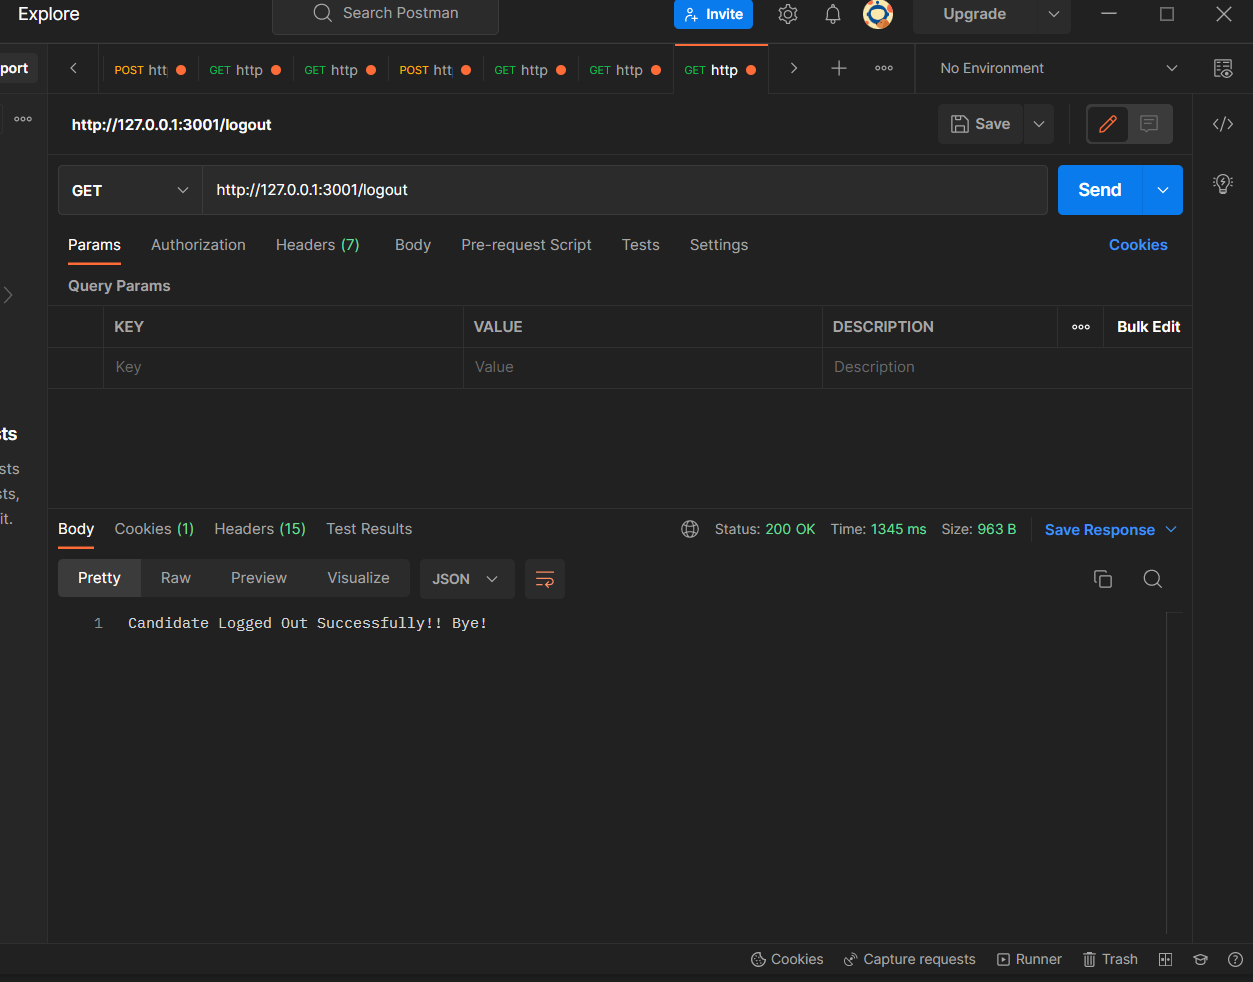 Explore
Search Postman
Invite
Upgrade
port
POST htt
GET http
GET http
POST htt
GET http
GET http
GET http
No Environment
http://127.0.0.1:3001/logout
Save
GET
http://127.0.0.1:3001/logout
Send
Params
Authorization
Headers (7)
Body
Pre-request Script
Tests
Settings
Cookies
Query Params
KEY
VALUE
DESCRIPTION
Bulk Edit
Key
Value
Description
sts
sts
sts,
it.
Body
Cookies (1)
Headers (15)
Test Results
Status: 200 OK
Time: 1345 ms
Size: 963 B
Save Response
Pretty
Raw
Preview
Visualize
JSON
1 Candidate Logged Out Successfully!! Bye!
Cookies
Capture requests
Runner
Trash